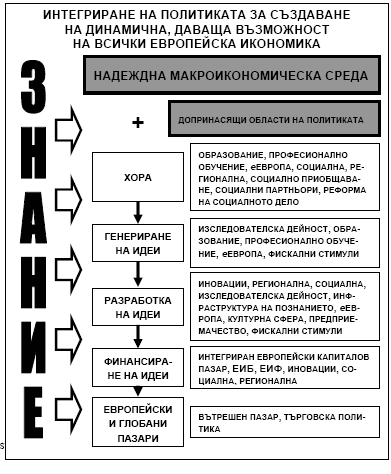 ИНТЕГРИРАНЕ НА ПОЛИТИКАТА ЗА СЪЗДАВАНЕ
НА ДИНАМИЧНА, ДАВАЩА ВЪЗМОЖНОСТ
НА ВСИЧКИ ЕВРОПЕЙСКА ИКОНОМИКА
ЗНАНИЕ
НАДЕЖДНА МАКРОИКОНОМИЧЕСКА СРЕДА
+
ДОПРИНАСЯЩИ ОБЛАСТИ НА ПОЛИТИКАТА
ХОРА
ОБРАЗОВАНИЕ, ПРОФЕСИОНАЛНО
ОБУЧЕНИЕ, еЕВРОПА, СОЦИАЛНА, РЕ-
ГИОНАЛНА, СОЦИАЛНО ПРИОБЩАВА-
НЕ, СОЦИАЛНИ ПАРТНЬОРИ, РЕФОРМА
НА СОЦИАЛНОТО ДЕЛО
ГЕНЕРИРАНЕ
НА ИДЕИ
ИЗСЛЕДОВАТЕЛСКА ДЕЙНОСТ, ОБРА-
ЗОВАНИЕ, ПРОФЕСИОНАЛНО ОБУЧЕ-
НИЕ, еЕВРОПА, ФИСКАЛНИ СТИМУЛИ
РАЗРАБОТКА
НА ИДЕИ
ИНОВАЦИИ, РЕГИОНАЛНА, СОЦИАЛНА,
ИЗСЛЕДОВАТЕЛСКА ДЕЙНОСТ, ИНФ-
РАСТРУКТУРА НА ПОЗНАНИЕТО, еЕВ-
РОПА, КУЛТУРНА СФЕРА, ПРЕДПРИЕ-
МАЧЕСТВО, ФИСКАЛНИ СТИМУЛИ
ФИНАНСИРА-
НЕ НА ИДЕИ
ИНТЕГРИРАН ЕВРОПЕЙСКИ КАПИТАЛОВ
ПАЗАР, ЕИБ, ЕИФ, ИНОВАЦИИ, СО-
ЦИАЛНА, РЕГИОНАЛНА
ЕВРОПЕЙСКИ
И ГЛОБАНИ
ПАЗАРИ
ВЪТРЕШЕН ПАЗАР, ТЪРГОВСКА ПОЛИ-
ТИКА
s